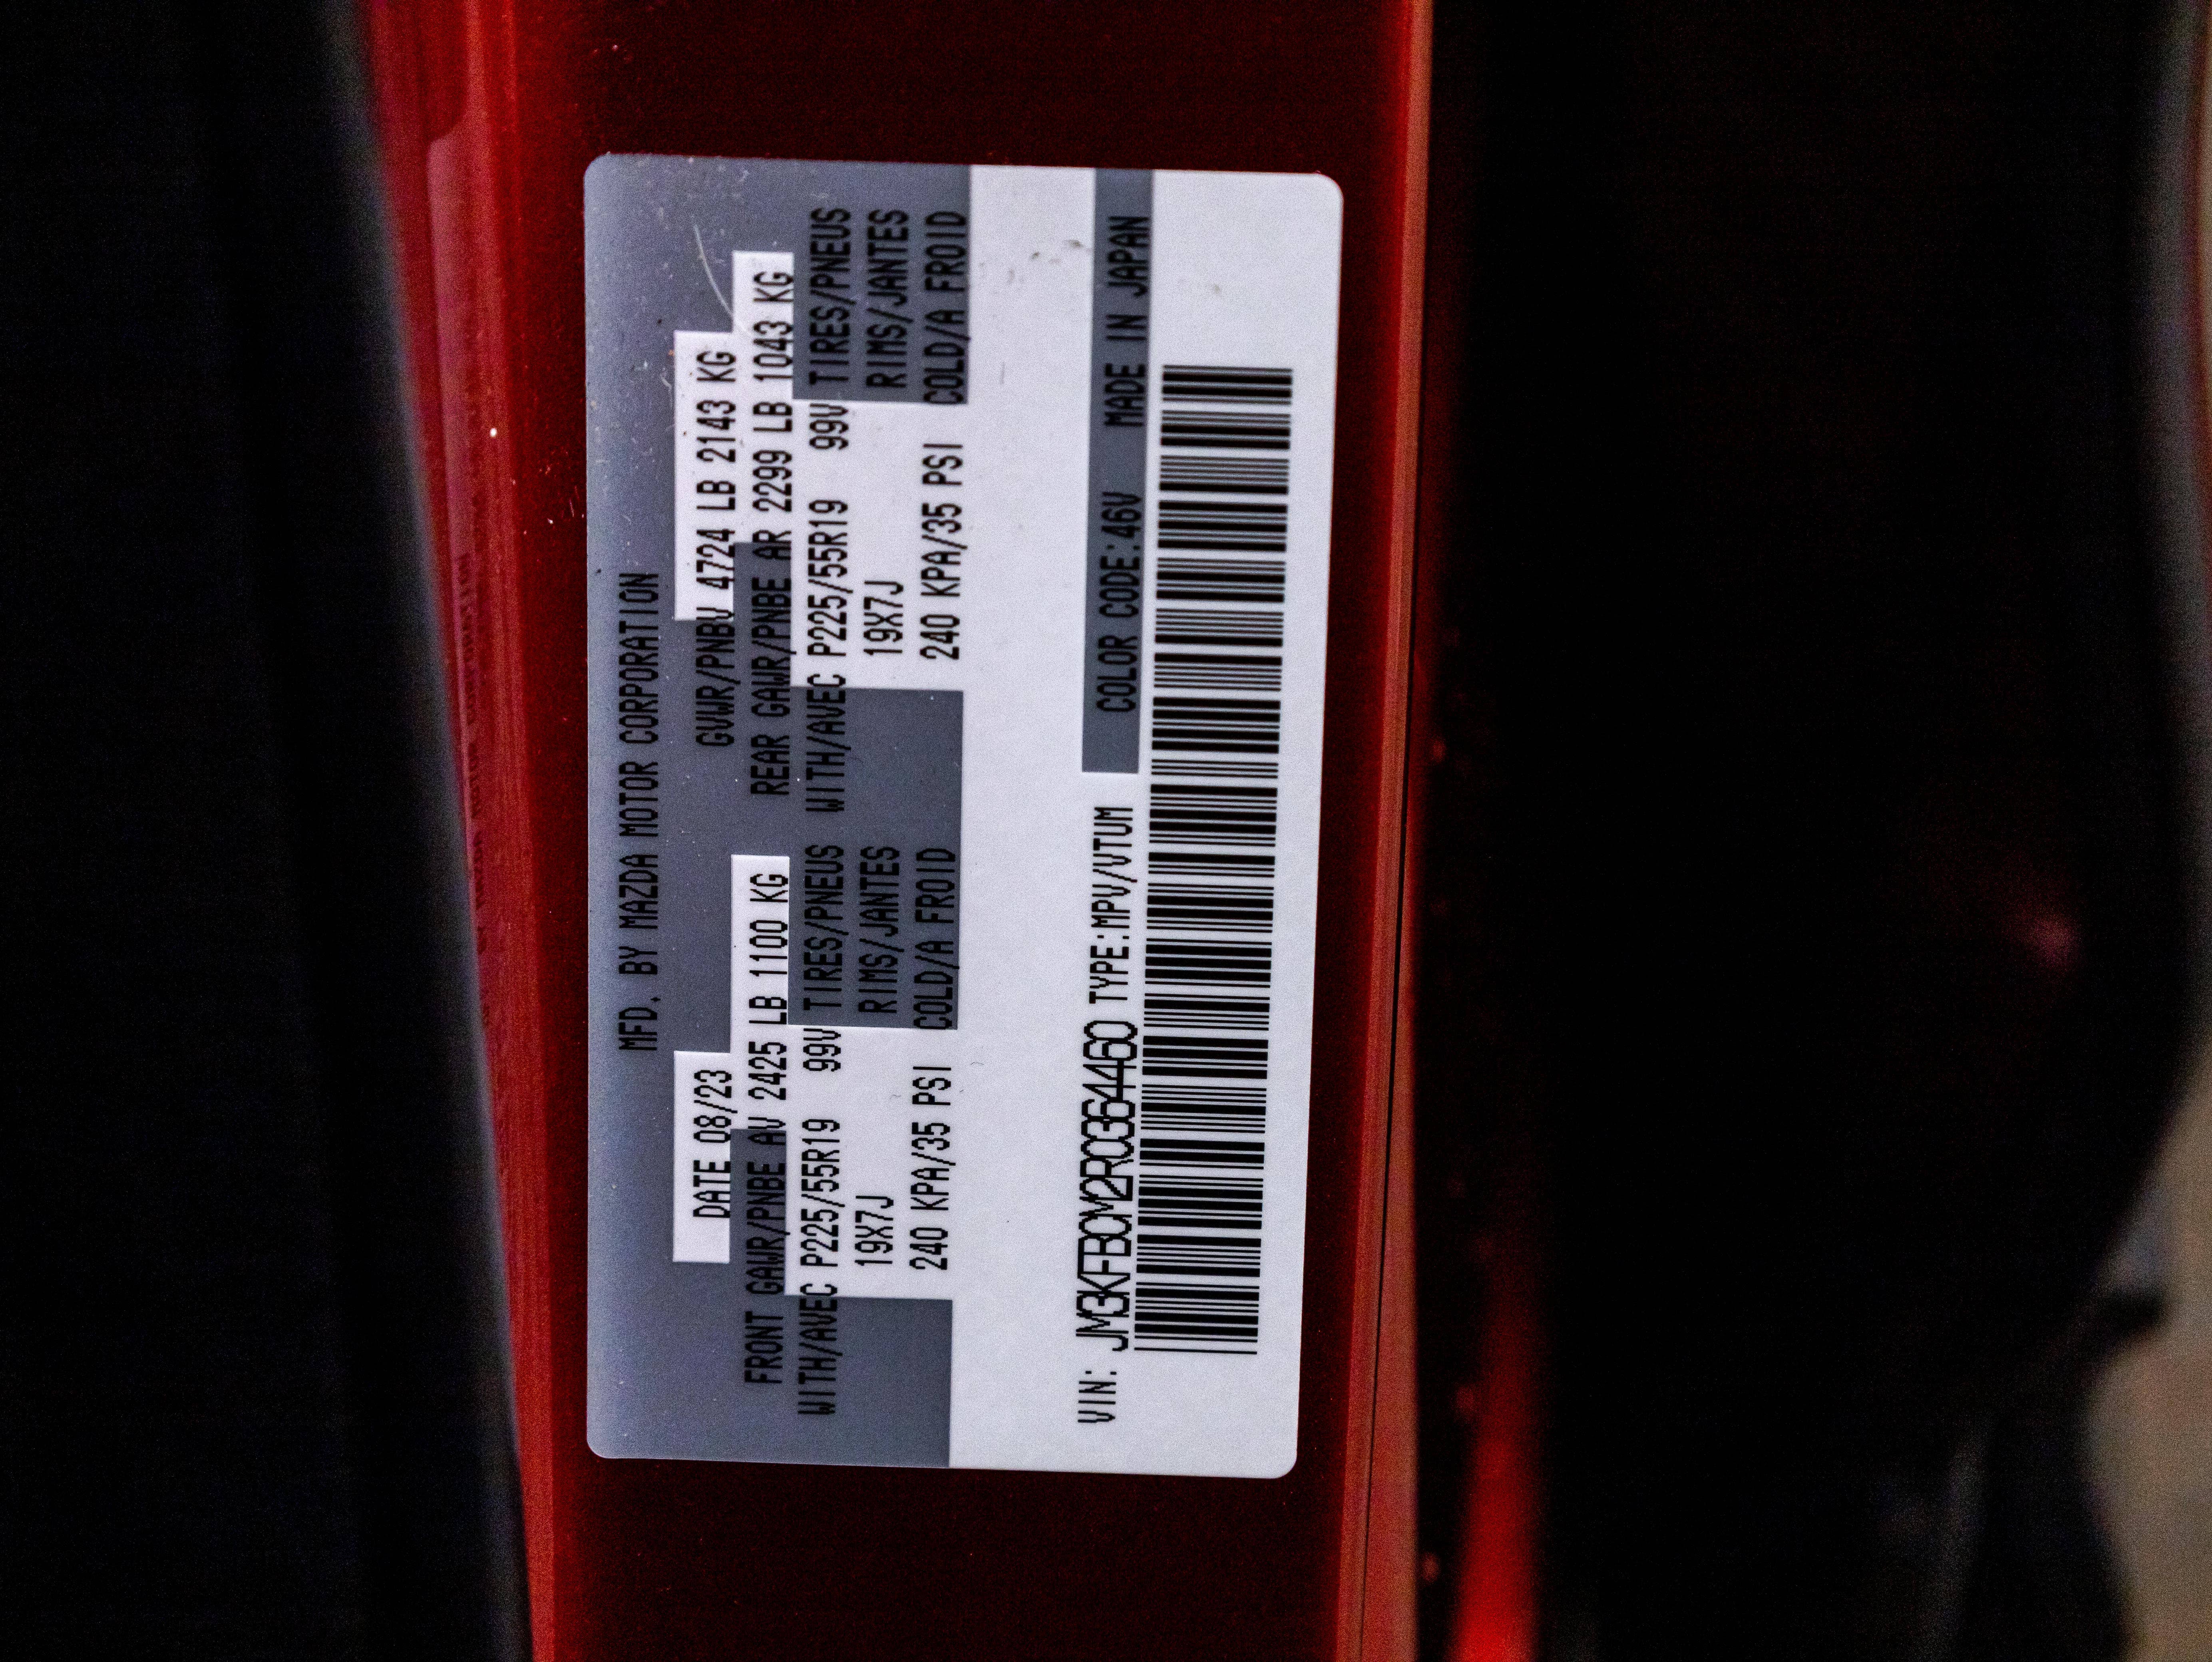 MFD. BY MAZDA MOTOR CORPORATION
DATE 08/23 GVWR/PNBV 4724 LB 2143 KG
FRONT GAWR/PNBE AV 2425 LB 1100 KG REAR GAWR/PNBE AR 2299 LB 1043 KG
WITH/AVEC P225/55R19 99V TIRES/PNEUS WITH/AVEC P225/55R19 99V TIRES/PNEUS
19X7J RIMS/JANTES 19X7J RIMS/JANTES
240 KPA/35 PSI COLD/A FROID 240 KPA/35 PSI COLD/A FROID
VIN: JM3KFBCM2R0364460 TYPE:MPV/VTUM COLOR CODE:46V MADE IN JAPAN